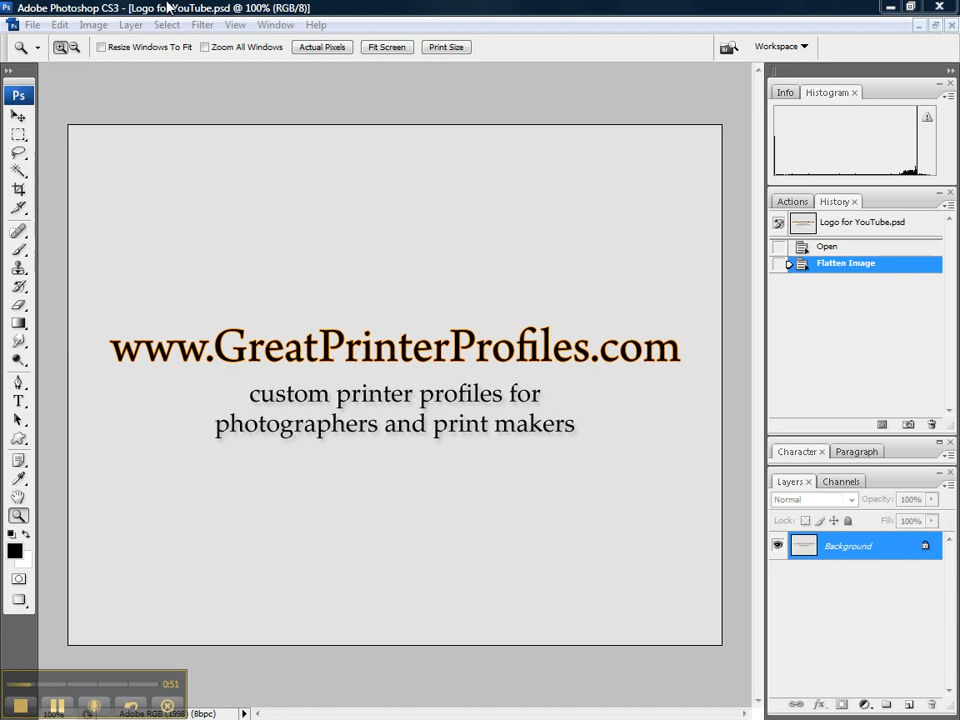 Adobe Photoshop CS3 - [Logo for YouTube.psd @ 100% (RGB/8)]
File Edit Image Layer Select Filter View Window Help
Resize Windows To Fit Zoom All Windows Actual Pixels Fit Screen Print Size Workspace
Ps
Info Histogram
Actions History
Logo for YouTube.psd
Open
Flatten Image
www.GreatPrinterProfiles.com
custom printer profiles for
photographers and print makers
Character Paragraph
Layers Channels
Normal Opacity: 100%
Lock: Fill: 100%
Background
0:51
100% Adobe RGB (1998) (8bpc)